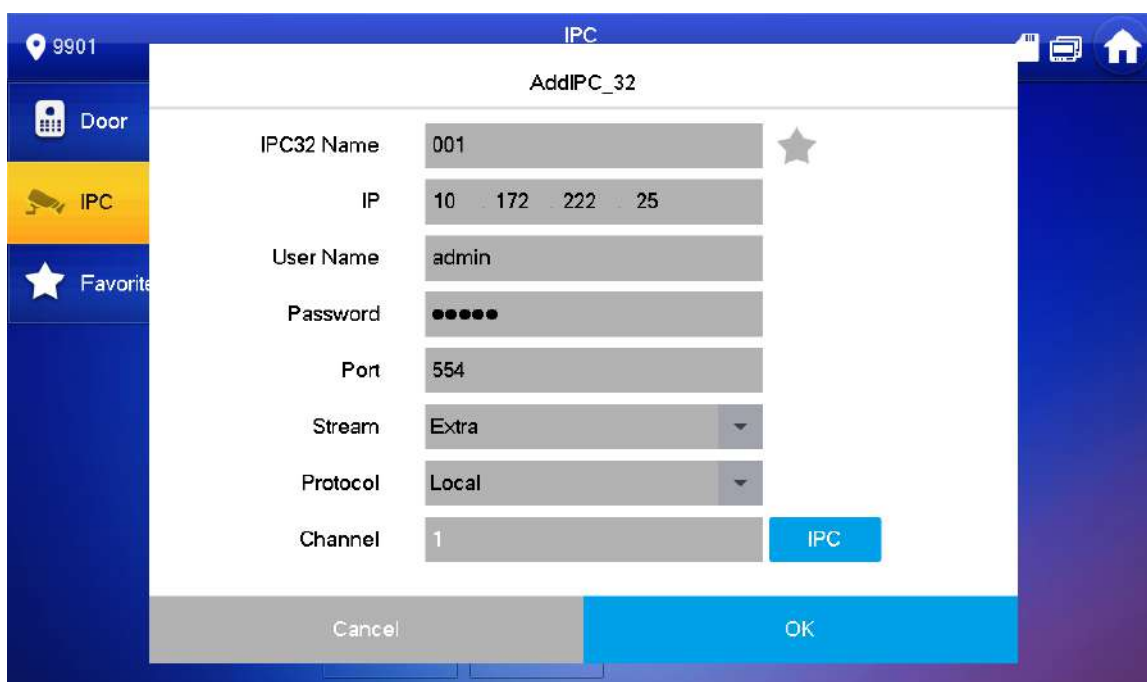 9901
IPC
Door
IPC
Favorite
AddIPC_32
IPC32 Name 001
IP 10 . 172 . 222 . 25
User Name admin
Password ●●●●●
Port 554
Stream Extra
Protocol Local
Channel 1 IPC
Cancel OK